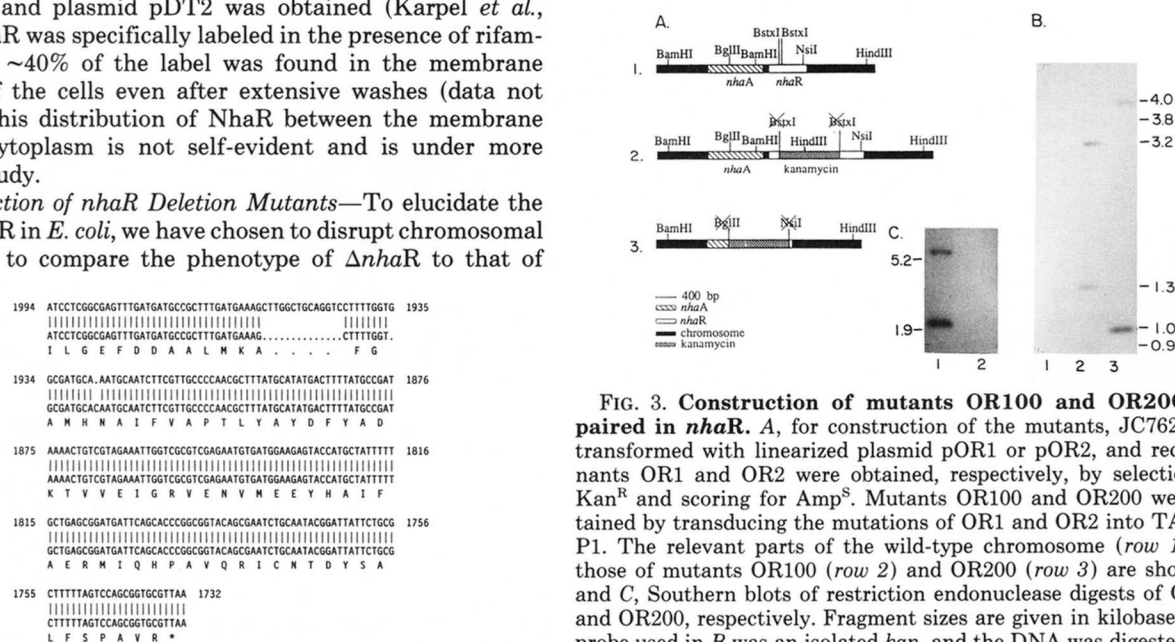 and plasmid pDT2 was obtained (Karpel et al.,
R was specifically labeled in the presence of rifam-
~40% of the label was found in the membrane
f the cells even after extensive washes (data not
his distribution of NhaR between the membrane
ytoplasm is not self-evident and is under more
udy.
ction of nhaR Deletion Mutants—To elucidate the
R in E. coli, we have chosen to disrupt chromosomal
to compare the phenotype of ΔnhaR to that of
1994 ATCCTCGGCGAGTTTGATGATGCCGCTTTGATGAAAGCTTGGCTGCAGGTCCTTTTGGTG 1935
ATCCTCGGCGAGTTTGATGATGCCGCTTTGATGAAAG.............CTTTTGGT.
I L G E F D D A A L M K A . . . . F G
1934 GCGATGCA.AATGCAATCTTCGTTGCCCCAACGCTTTATGCATATGACTTTTATGCCGAT 1876
GCGATGCACAATGCAATCTTCGTTGCCCCAACGCTTTATGCATATGACTTTTATGCCGAT
A M H N A I F V A P T L Y A Y D F Y A D
1875 AAAACTGTCGTAGAAATTGGTCGCGTCGAGAATGTGATGGAAGAGTACCATGCTATTTTT 1816
AAAACTGTCGTAGAAATTGGTCGCGTCGAGAATGTGATGGAAGAGTACCATGCTATTTTT
K T V V E I G R V E N V M E E Y H A I F
1815 GCTGAGCGGATGATTCAGCACCCGGCGGTACAGCGAATCTGCAATACGGATTATTCTGCG 1756
GCTGAGCGGATGATTCAGCACCCGGCGGTACAGCGAATCTGCAATACGGATTATTCTGCG
A E R M I Q H P A V Q R I C N T D Y S A
1755 CTTTTTAGTCCAGCGGTGCGTTAA 1732
CTTTTTAGTCCAGCGGTGCGTTAA
L F S P A V R *
A.
BstxI BstxI
BamHI BglII BamHI NsiI HindIII
1.
nhaA nhaR
BstxI BstxI
BamHI BglII BamHI HindIII NsiI HindIII
2.
nhaA kanamycin
BamHI BglII NsiI HindIII
3.
400 bp
nhaA
nhaR
chromosome
kanamycin
C.
5.2-
1.9-
1 2
B.
-4.0
-3.8
-3.2
-1.3
-1.0
-0.9
1 2 3
FIG. 3. Construction of mutants OR100 and OR200
paired in nhaR. A, for construction of the mutants, JC762
transformed with linearized plasmid pOR1 or pOR2, and rec
nants OR1 and OR2 were obtained, respectively, by selecti
KanR and scoring for AmpS. Mutants OR100 and OR200 we
tained by transducing the mutations of OR1 and OR2 into TA
P1. The relevant parts of the wild-type chromosome (row 1
those of mutants OR100 (row 2) and OR200 (row 3) are sho
and C, Southern blots of restriction endonuclease digests of O
and OR200, respectively. Fragment sizes are given in kilobase
probe used in B was an isolated kan, and the DNA was digeste